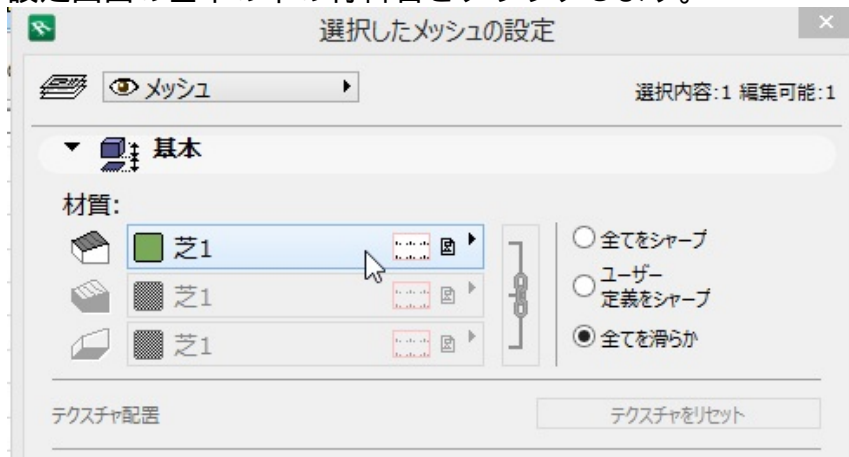 選択したメッシュの設定
メッシュ
選択内容:1 編集可能:1
基本
材質:
芝1
全てをシャープ
芝1
ユーザー
定義をシャープ
芝1
全てを滑らか
テクスチャ配置
テクスチャをリセット